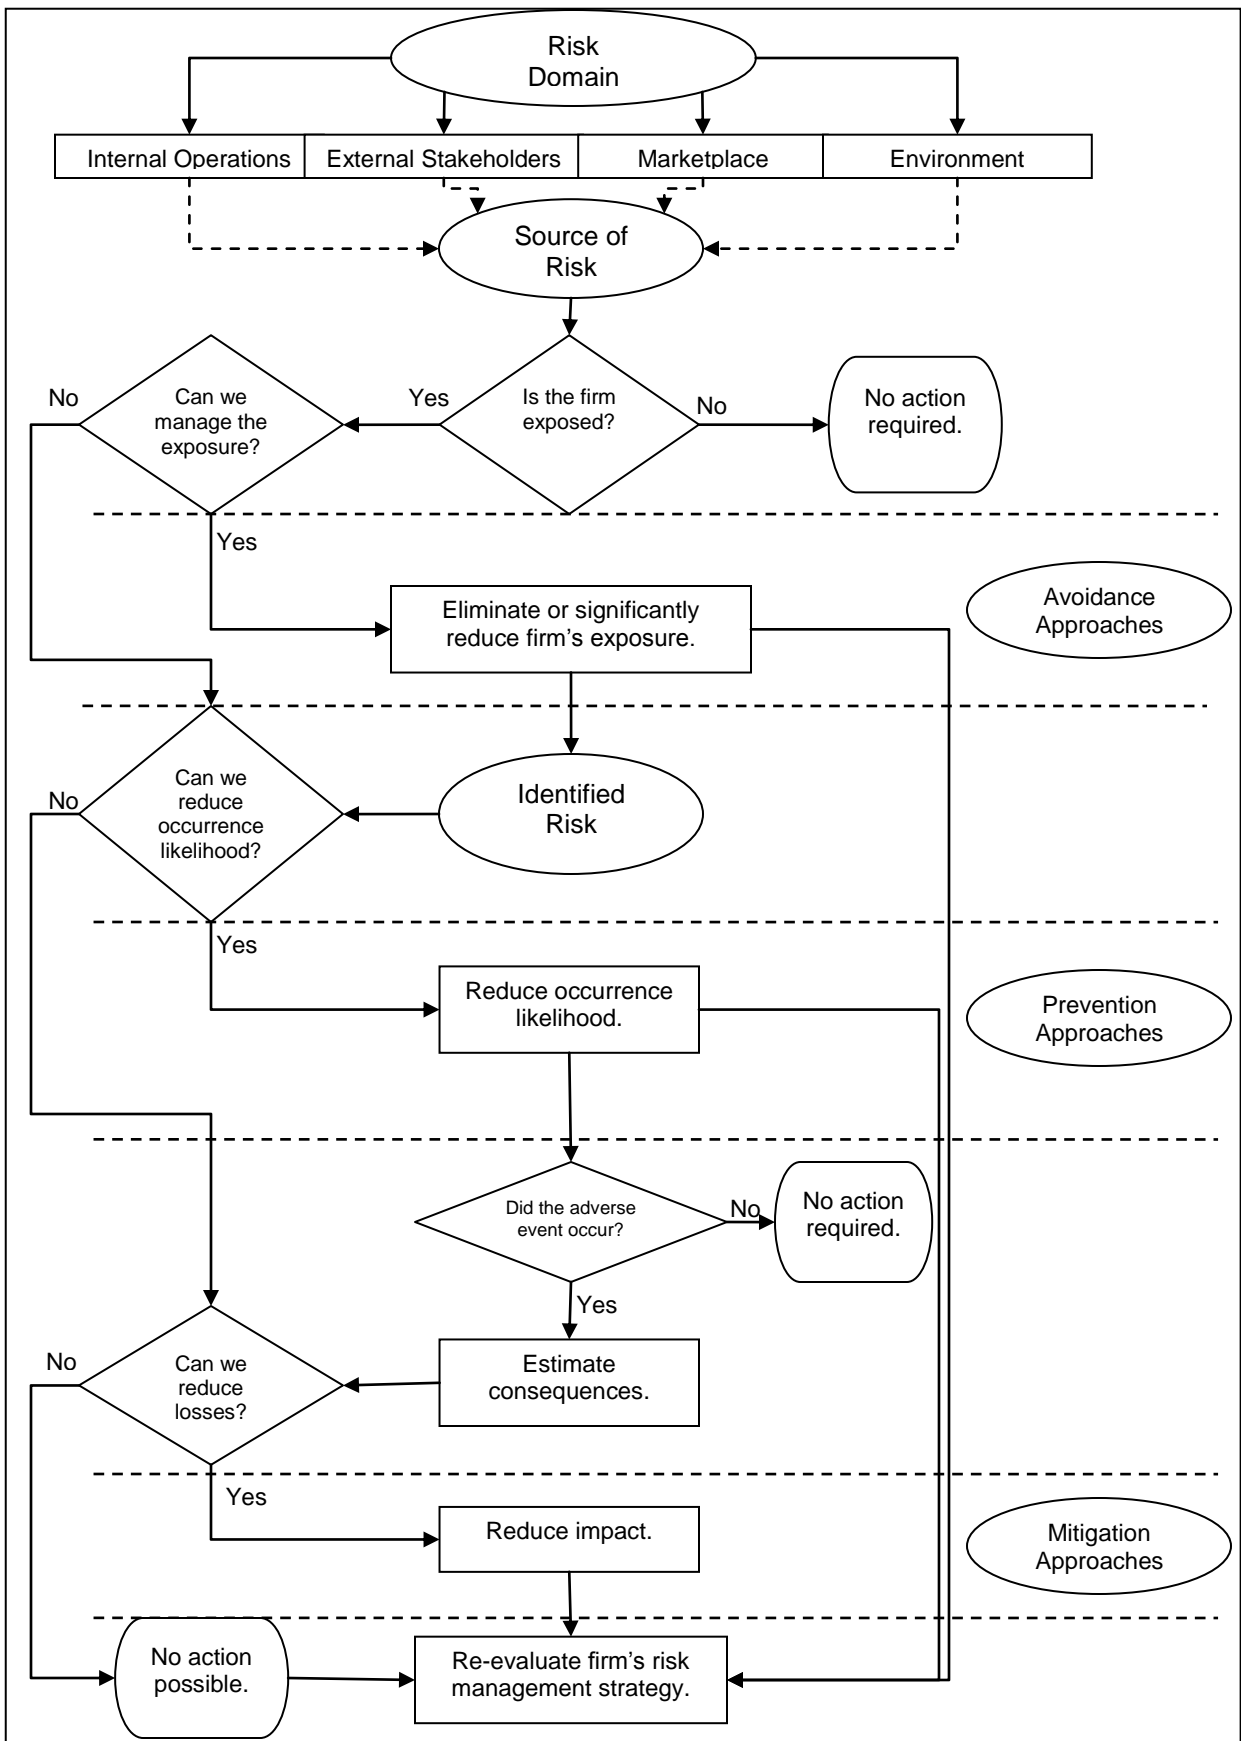 Risk
Domain
Internal Operations
External Stakeholders
Marketplace
Environment
Source of
Risk
No
Can we
manage the
exposure?
Yes
Is the firm
exposed?
No
No action
required.
Yes
Eliminate or significantly
reduce firm’s exposure.
Avoidance
Approaches
No
Can we
reduce
occurrence
likelihood?
Identified
Risk
Yes
Reduce occurrence
likelihood.
Prevention
Approaches
Did the adverse
event occur?
No
No action
required.
Yes
No
Can we
reduce
losses?
Estimate
consequences.
Yes
Reduce impact.
Mitigation
Approaches
No action
possible.
Re-evaluate firm’s risk
management strategy.